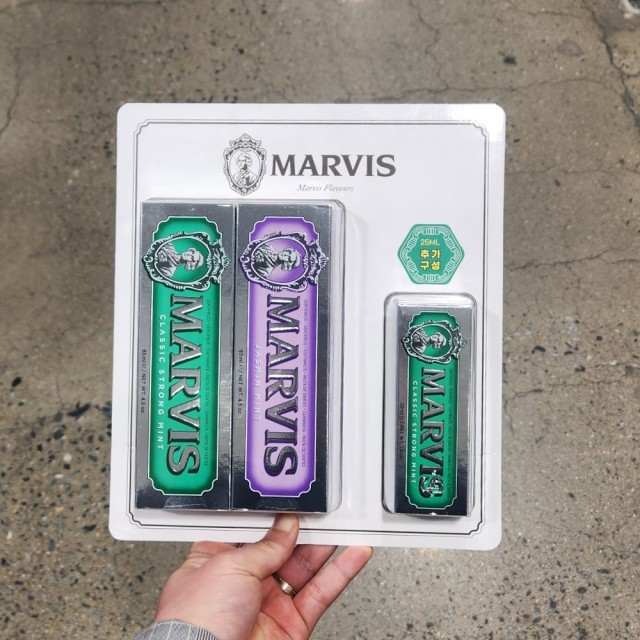 MARVIS
Marvis Flavours
25ML
추가
구성
MARVIS
CLASSIC STRONG MINT
MARVIS
JASMIN MINT
MARVIS
CLASSIC STRONG MINT